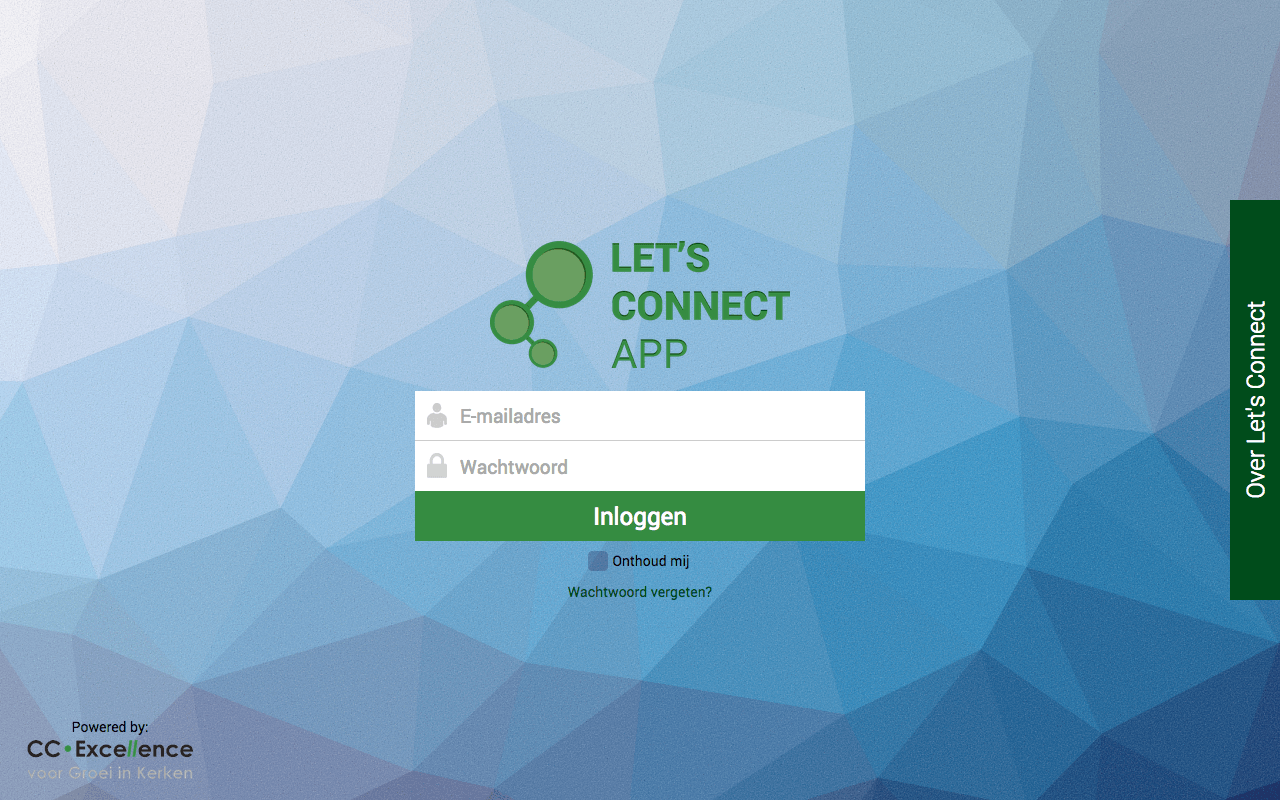 LET'S
CONNECT
APP
E-mailadres
Wachtwoord
Inloggen
Onthoud mij
Wachtwoord vergeten?
Over Let's Connect
Powered by:
CC•Excellence
voor Groei in Kerken